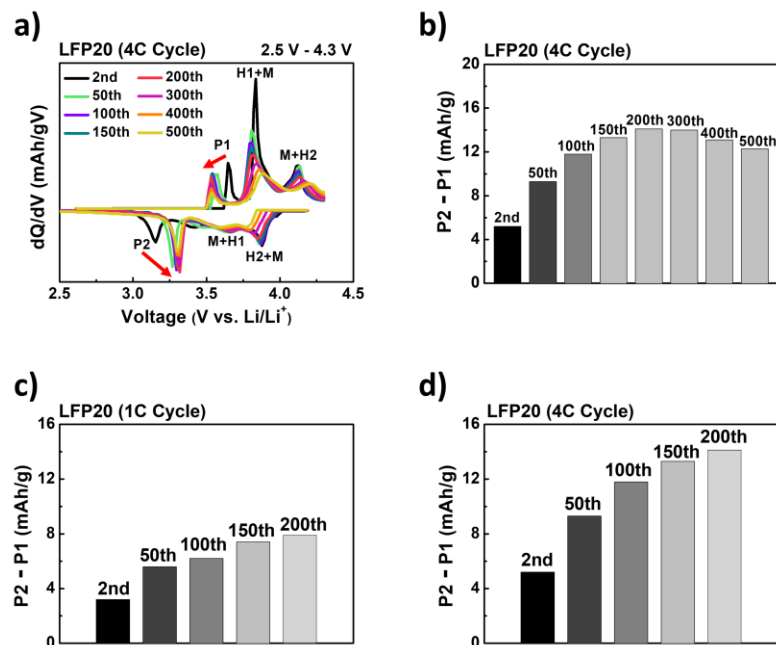 a)
LFP20 (4C Cycle) 2.5 V - 4.3 V
2nd 200th
50th 300th
100th 400th
150th 500th
H1+M
P1
M+H2
P2
M+H1
H2+M
dQ/dV (mAh/gV)
2.5 3.0 3.5 4.0 4.5
Voltage (V vs. Li/Li⁺)
b)
LFP20 (4C Cycle)
20
16
12
8
4
0
P2 - P1 (mAh/g)
2nd 50th 100th 150th 200th 300th 400th 500th
c)
LFP20 (1C Cycle)
16
12
8
4
0
P2 - P1 (mAh/g)
2nd 50th 100th 150th 200th
d)
LFP20 (4C Cycle)
16
12
8
4
0
P2 - P1 (mAh/g)
2nd 50th 100th 150th 200th